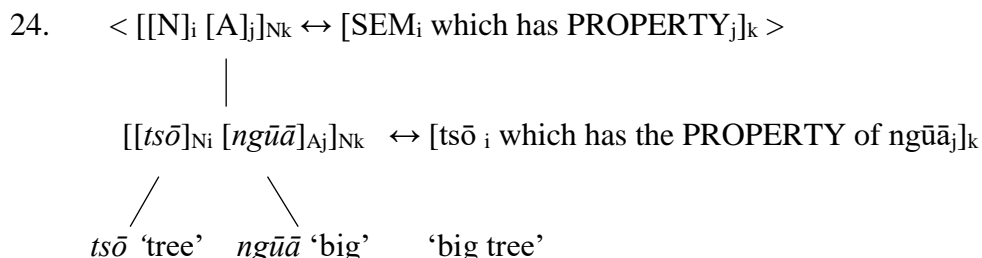 24. < [[N]i [A]j]Nk ↔ [SEMi which has PROPERTYj]k >
[[tsō]Ni [ngūā]Aj]Nk ↔ [tsō i which has the PROPERTY of ngūāj]k
tsō ‘tree’ ngūā ‘big’ ‘big tree’